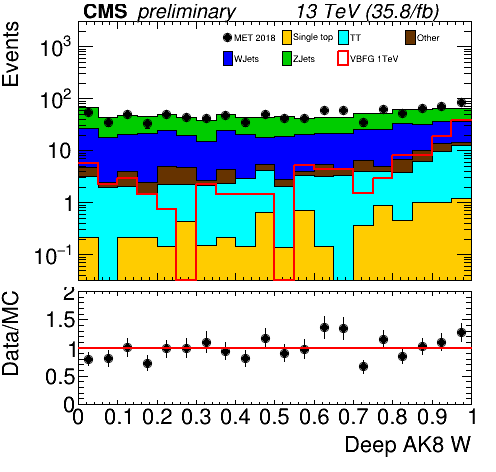 CMS preliminary 13 TeV (35.8/fb)
Events
MET 2018 Single top TT Other
WJets ZJets VBFG 1TeV
10³
10²
10
1
10⁻¹
Data/MC
2
1.5
1
0.5
0
0 0.1 0.2 0.3 0.4 0.5 0.6 0.7 0.8 0.9 1
Deep AK8 W